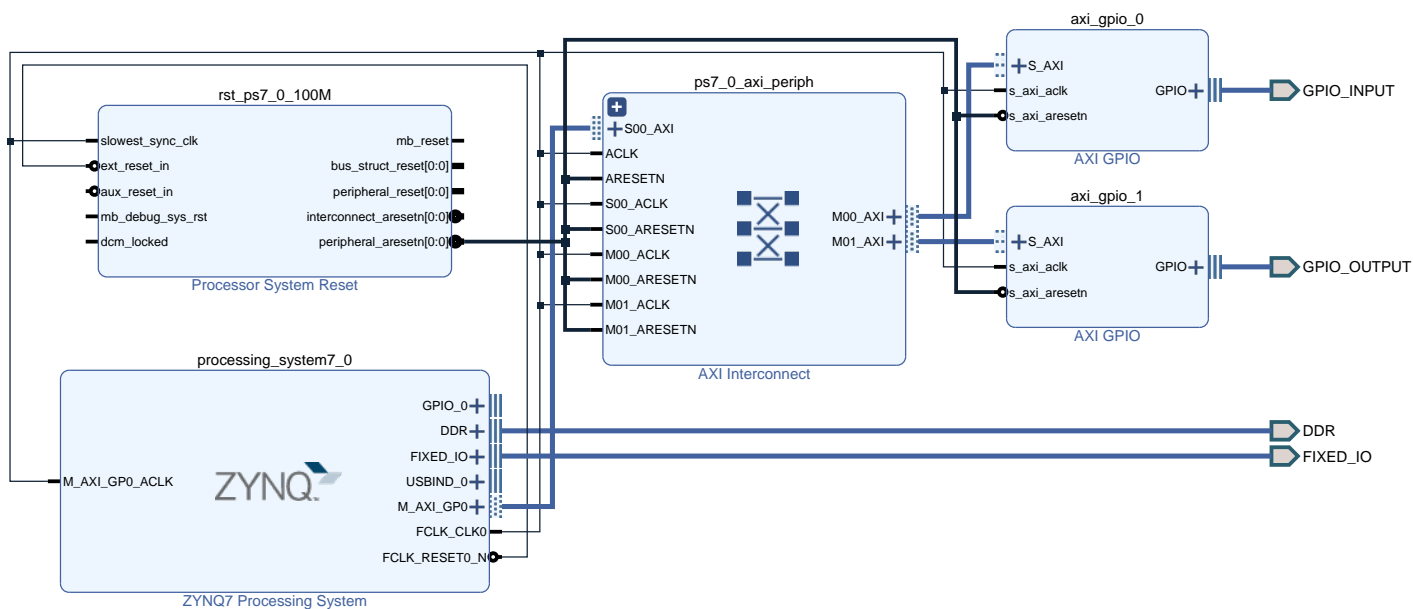 rst_ps7_0_100M
slowest_sync_clk
ext_reset_in
aux_reset_in
mb_debug_sys_rst
dcm_locked
mb_reset
bus_struct_reset[0:0]
peripheral_reset[0:0]
interconnect_aresetn[0:0]
peripheral_aresetn[0:0]
Processor System Reset
processing_system7_0
M_AXI_GP0_ACLK
ZYNQ
GPIO_0
DDR
FIXED_IO
USBIND_0
M_AXI_GP0
FCLK_CLK0
FCLK_RESET0_N
ZYNQ7 Processing System
ps7_0_axi_periph
S00_AXI
ACLK
ARESETN
S00_ACLK
S00_ARESETN
M00_ACLK
M00_ARESETN
M01_ACLK
M01_ARESETN
M00_AXI
M01_AXI
AXI Interconnect
axi_gpio_0
S_AXI
s_axi_aclk
s_axi_aresetn
GPIO
AXI GPIO
axi_gpio_1
S_AXI
s_axi_aclk
s_axi_aresetn
GPIO
AXI GPIO
GPIO_INPUT
GPIO_OUTPUT
DDR
FIXED_IO